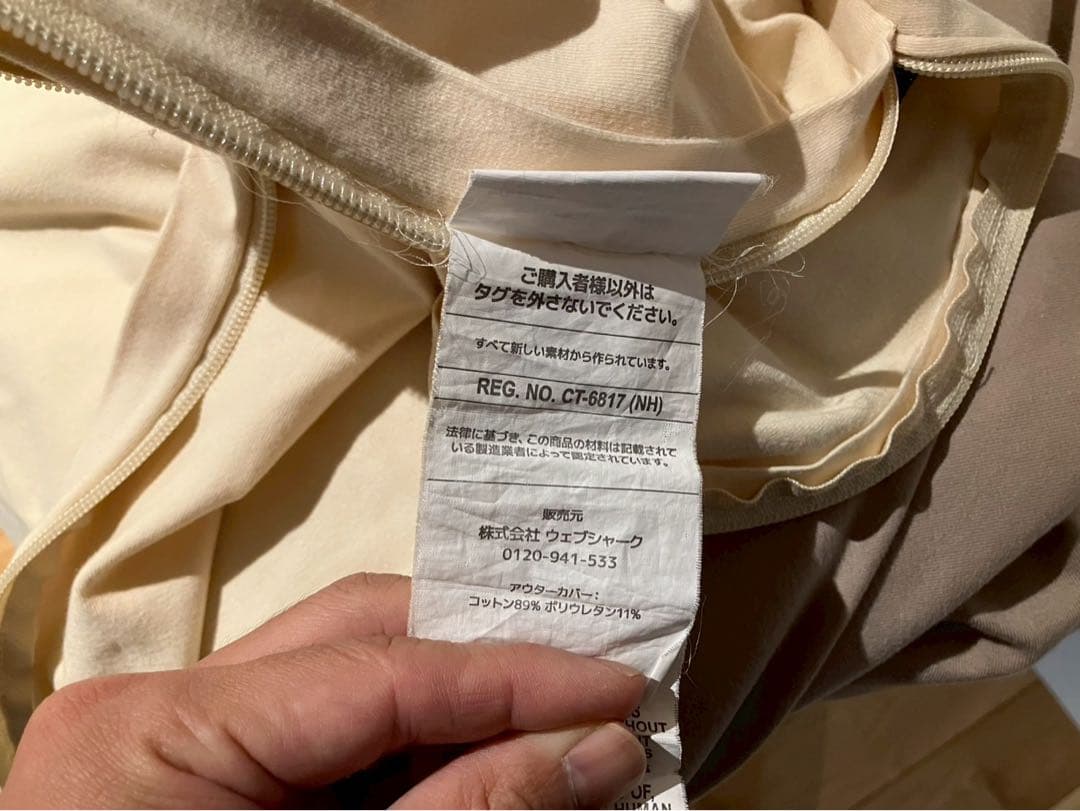 ご購入者様以外は
タグを外さないでください。
すべて新しい素材から作られています。
REG. NO. CT-6817 (NH)
法律に基づき、この商品の材料は記載されて
いる製造業者によって認定されています。
販売元
株式会社 ウェブシャーク
0120-941-533
アウターカバー：
コットン89% ポリウレタン11%
OF,
HUMAN